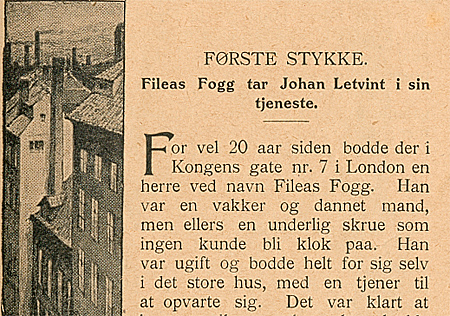 FØRSTE STYKKE.
Fileas Fogg tar Johan Letvint i sin
tjeneste.
For vel 20 aar siden bodde der i
Kongens gate nr. 7 i London en
herre ved navn Fileas Fogg. Han
var en vakker og dannet mand,
men ellers en underlig skrue som
ingen kunde bli klok paa. Han
var ugift og bodde helt for sig selv
i det store hus, med en tjener til
at opvarte sig. Det var klart at